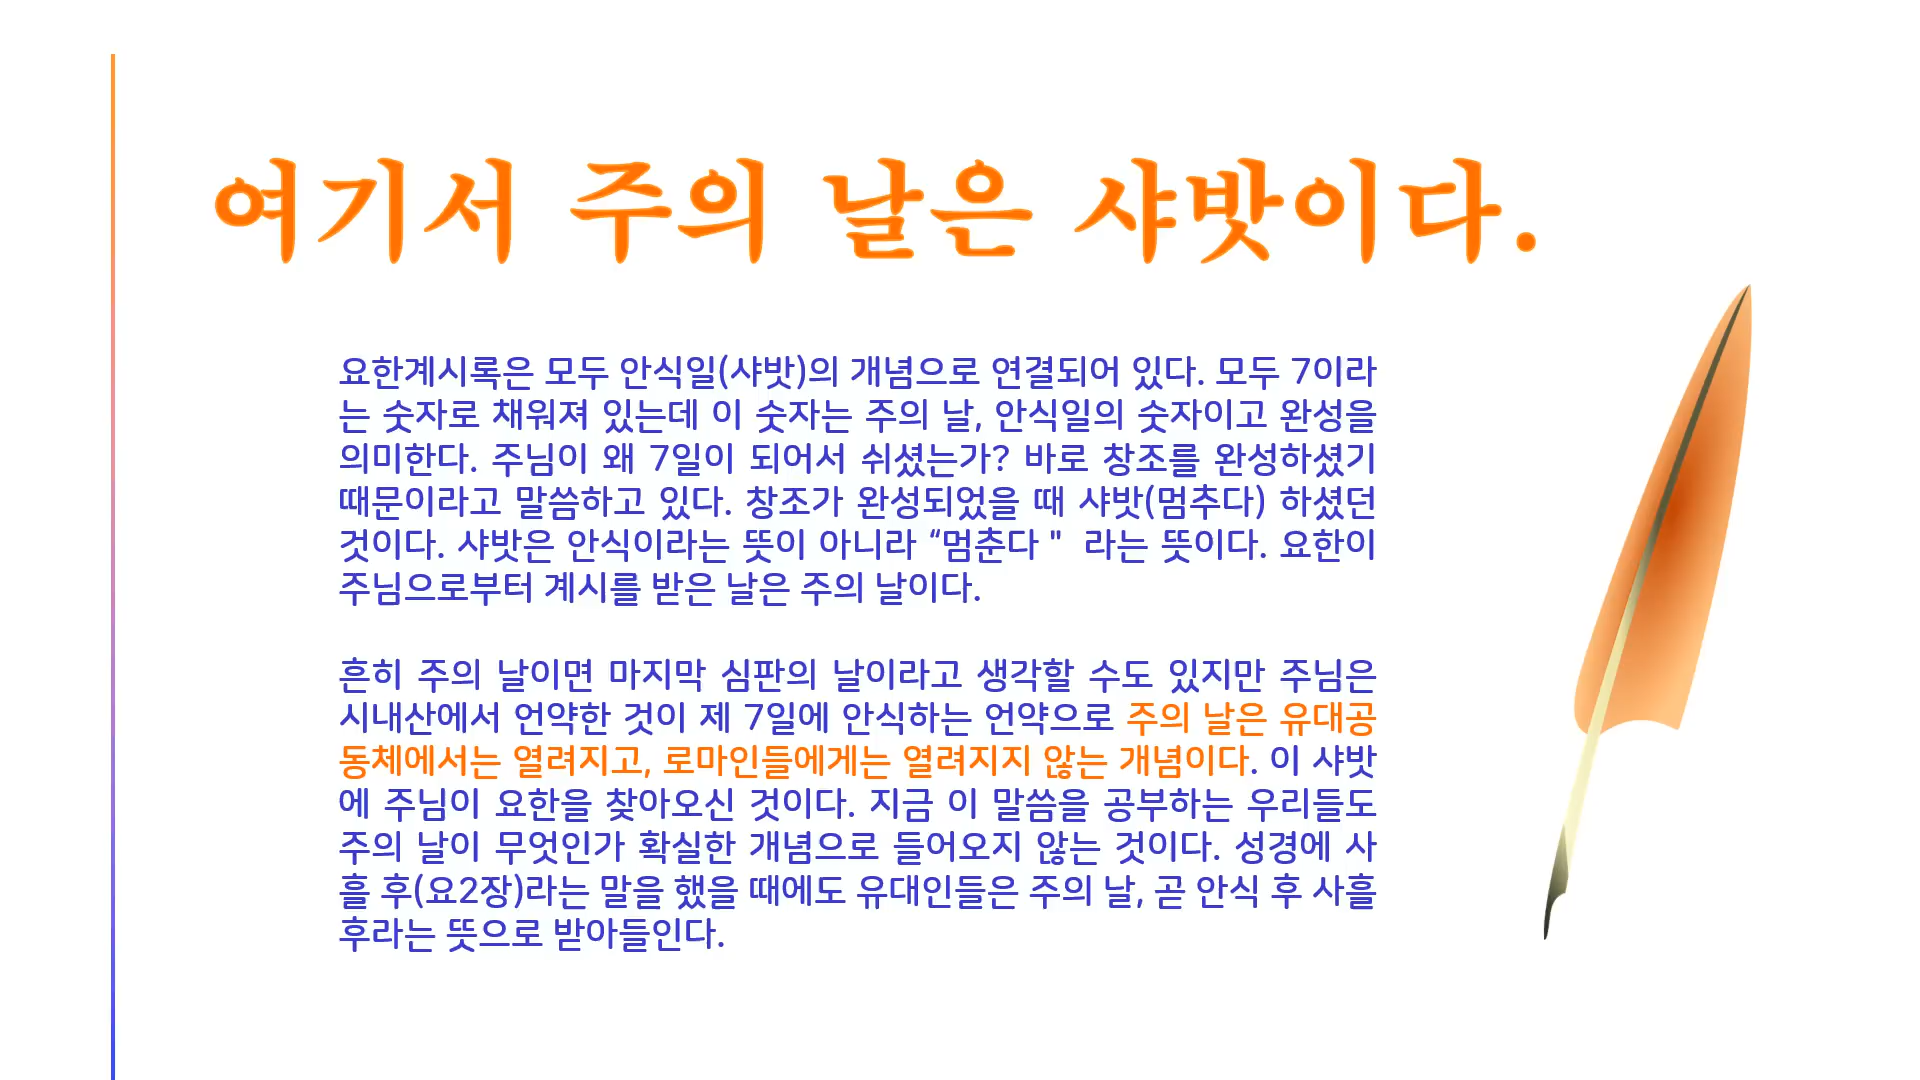 여기서 주의 날은 샤밧이다.
요한계시록은 모두 안식일(샤밧)의 개념으로 연결되어 있다. 모두 7이라
는 숫자로 채워져 있는데 이 숫자는 주의 날, 안식일의 숫자이고 완성을
의미한다. 주님이 왜 7일이 되어서 쉬셨는가? 바로 창조를 완성하셨기
때문이라고 말씀하고 있다. 창조가 완성되었을 때 샤밧(멈추다) 하셨던
것이다. 샤밧은 안식이라는 뜻이 아니라 “멈춘다" 라는 뜻이다. 요한이
주님으로부터 계시를 받은 날은 주의 날이다.
흔히 주의 날이면 마지막 심판의 날이라고 생각할 수도 있지만 주님은
시내산에서 언약한 것이 제 7일에 안식하는 언약으로 주의 날은 유대공
동체에서는 열려지고, 로마인들에게는 열려지지 않는 개념이다. 이 샤밧
에 주님이 요한을 찾아오신 것이다. 지금 이 말씀을 공부하는 우리들도
주의 날이 무엇인가 확실한 개념으로 들어오지 않는 것이다. 성경에 사
흘 후(요2장)라는 말을 했을 때에도 유대인들은 주의 날, 곧 안식 후 사흘
후라는 뜻으로 받아들인다.